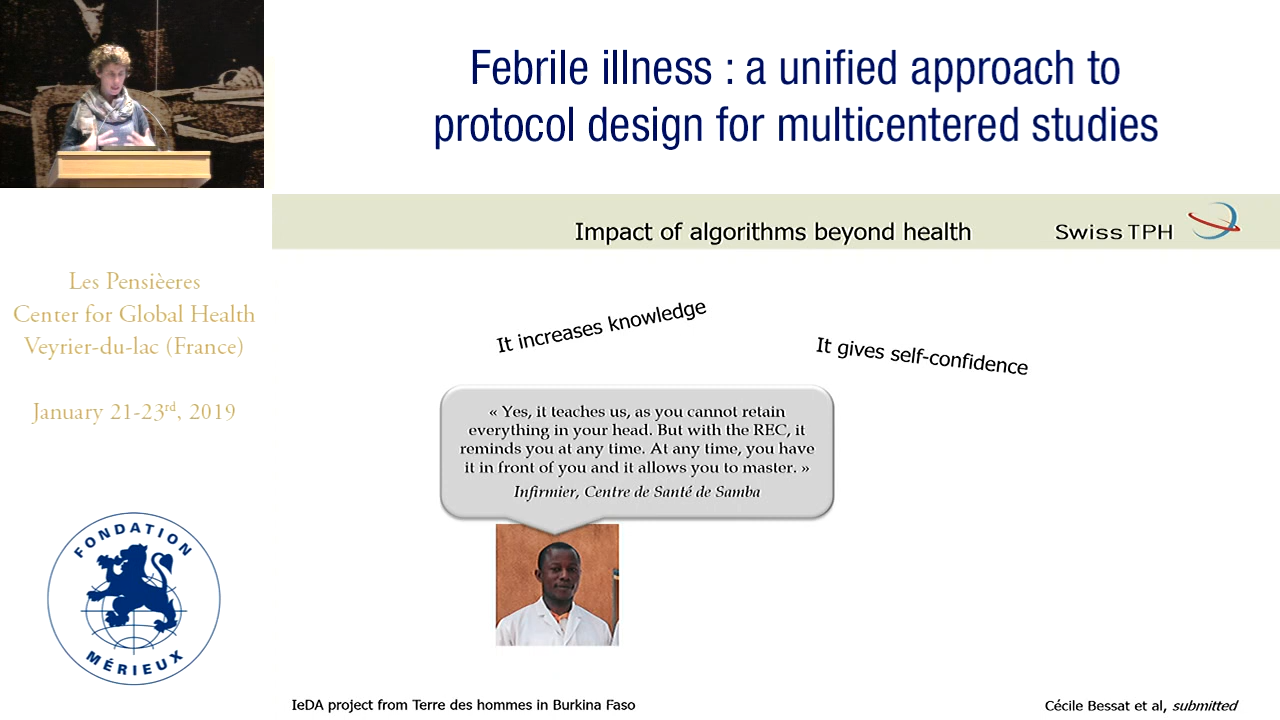 Febrile illness : a unified approach to
protocol design for multicentered studies
Impact of algorithms beyond health
Swiss TPH
Les Pensièeres
Center for Global Health
Veyrier-du-lac (France)
January 21-23rd, 2019
FONDATION
MÉRIEUX
It increases knowledge
It gives self-confidence
« Yes, it teaches us, as you cannot retain
everything in your head. But with the REC, it
reminds you at any time. At any time, you have
it in front of you and it allows you to master. »
Infirmier, Centre de Santé de Samba
IeDA project from Terre des hommes in Burkina Faso
Cécile Bessat et al, submitted